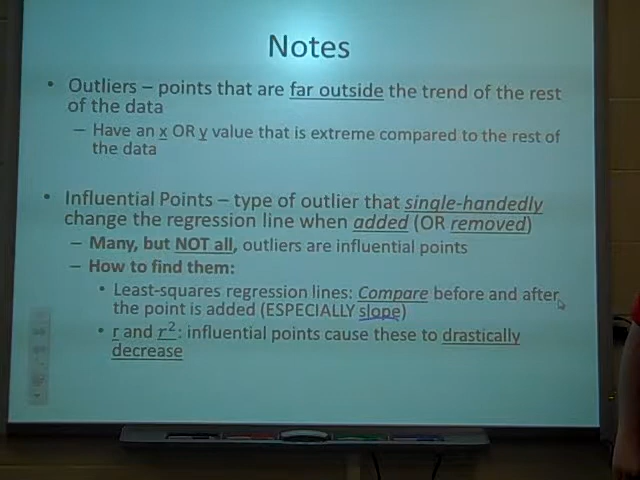 Notes
• Outliers – points that are far outside the trend of the rest
of the data
– Have an x OR y value that is extreme compared to the rest of
the data
• Influential Points – type of outlier that single-handedly
change the regression line when added (OR removed)
– Many, but NOT all, outliers are influential points
– How to find them:
• Least-squares regression lines: Compare before and after
the point is added (ESPECIALLY slope)
• r and r²: influential points cause these to drastically
decrease